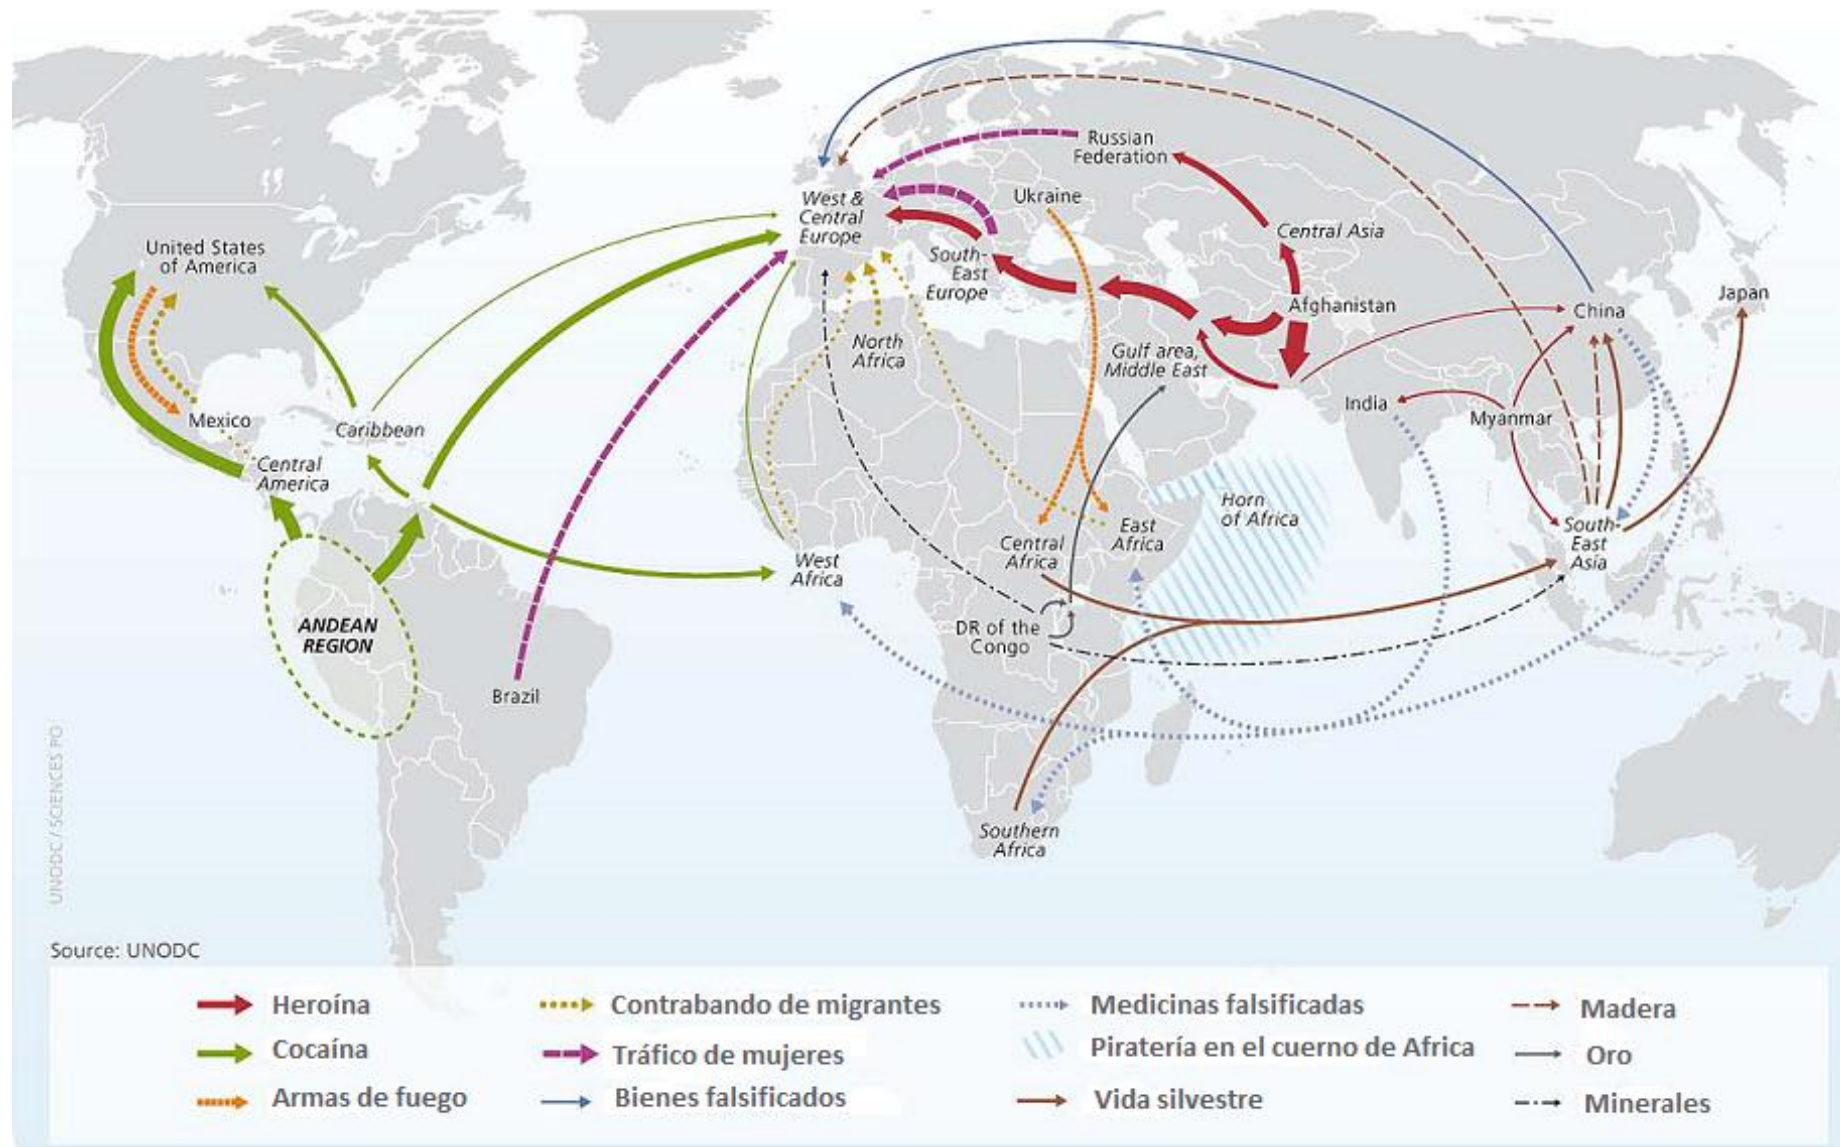 Russian
Federation
Ukraine
West &
Central
Europe
Central Asia
United States
of America
South-
East
Europe
Afghanistan
China
Japan
North
Africa
Gulf area,
Middle East
India
Mexico
Caribbean
Myanmar
Central
America
Horn
of Africa
East
Africa
Central
Africa
South-
East
Asia
West
Africa
ANDEAN
REGION
DR of the
Congo
Brazil
Southern
Africa
UNODC / SCIENCES PO
Source: UNODC
Heroína
Contrabando de migrantes
Medicinas falsificadas
Madera
Cocaína
Tráfico de mujeres
Piratería en el cuerno de Africa
Oro
Armas de fuego
Bienes falsificados
Vida silvestre
Minerales